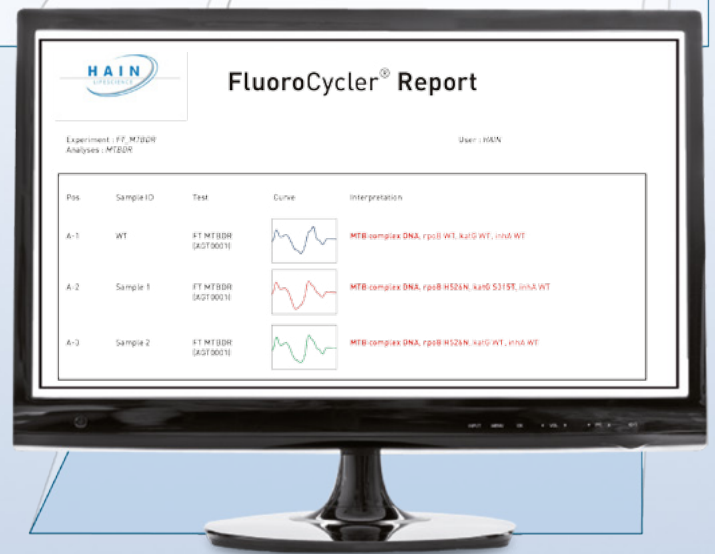 HAIN
LIFESCIENCE
FluoroCycler® Report
Experiment : FT_MTBDR
User : HAIN
Analyses : MTBDR
Pos Sample ID Test Curve Interpretation
A-1 WT FT MTBDR MTB-complex DNA, rpoB WT, katG WT, inhA WT
(AGT0001)
A-2 Sample 1 FT MTBDR MTB-complex DNA, rpoB H526N, katG S315T, inhA WT
(AGT0001)
A-3 Sample 2 FT MTBDR MTB-complex DNA, rpoB H526N, katG WT, inhA WT
(AGT0001)
INPUT MENU VOL